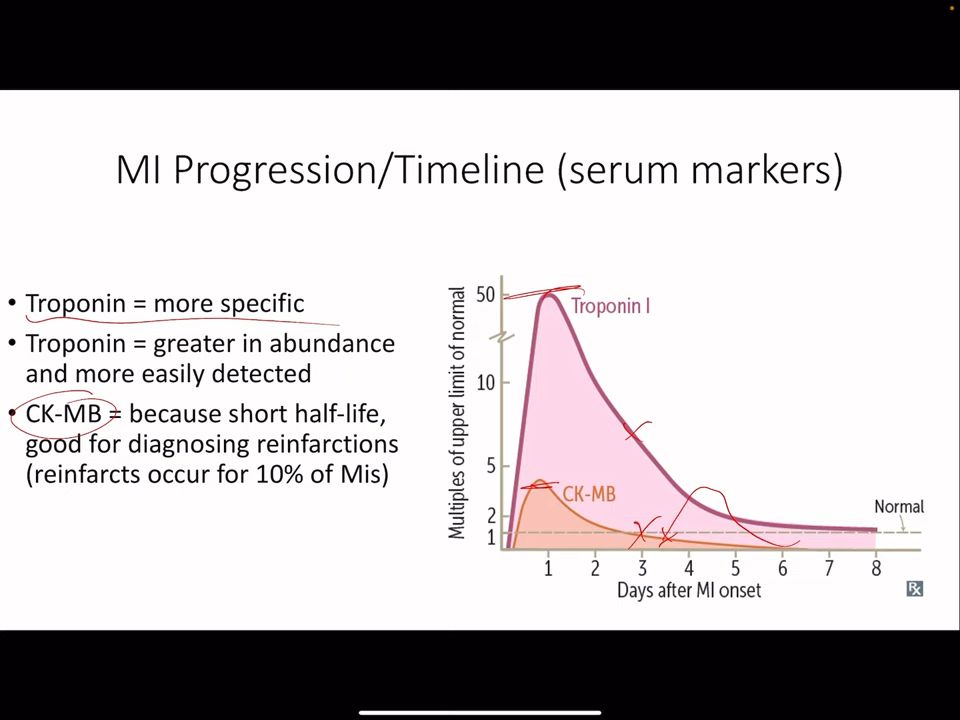 MI Progression/Timeline (serum markers)
• Troponin = more specific
• Troponin = greater in abundance
and more easily detected
• CK-MB = because short half-life,
good for diagnosing reinfarctions
(reinfarcts occur for 10% of Mis)
Multiples of upper limit of normal
50
10
5
2
1
Troponin I
CK-MB
Normal
1 2 3 4 5 6 7 8
Days after MI onset
Rx